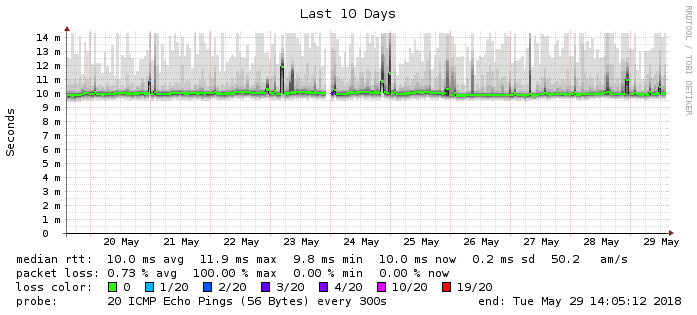 Last 10 Days
RRDTOOL / TOBI OETIKER
Seconds
14 m
13 m
12 m
11 m
10 m
9 m
8 m
7 m
6 m
5 m
4 m
3 m
2 m
1 m
0
20 May 21 May 22 May 23 May 24 May 25 May 26 May 27 May 28 May 29 May
median rtt: 10.0 ms avg 11.9 ms max 9.8 ms min 10.0 ms now 0.2 ms sd 50.2 am/s
packet loss: 0.73 % avg 100.00 % max 0.00 % min 0.00 % now
loss color: 0 1/20 2/20 3/20 4/20 10/20 19/20
probe: 20 ICMP Echo Pings (56 Bytes) every 300s end: Tue May 29 14:05:12 2018